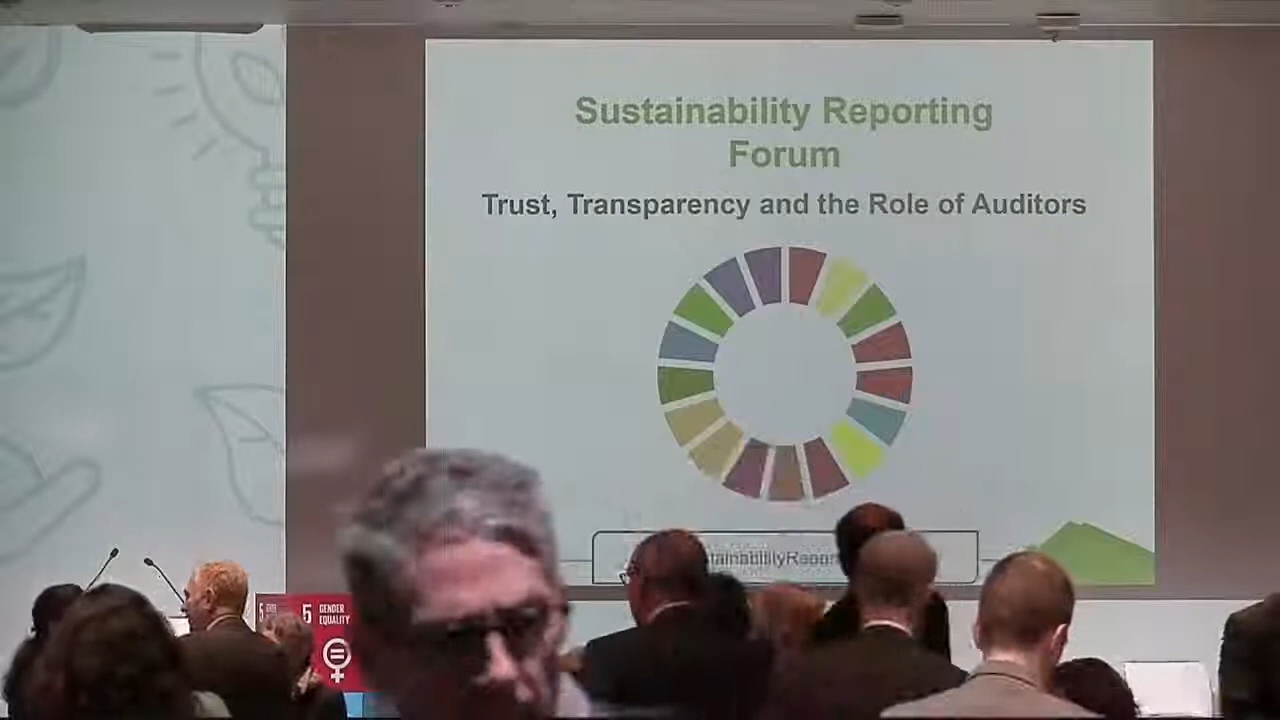 Sustainability Reporting
Forum
Trust, Transparency and the Role of Auditors
5 GENDER
EQUALITY